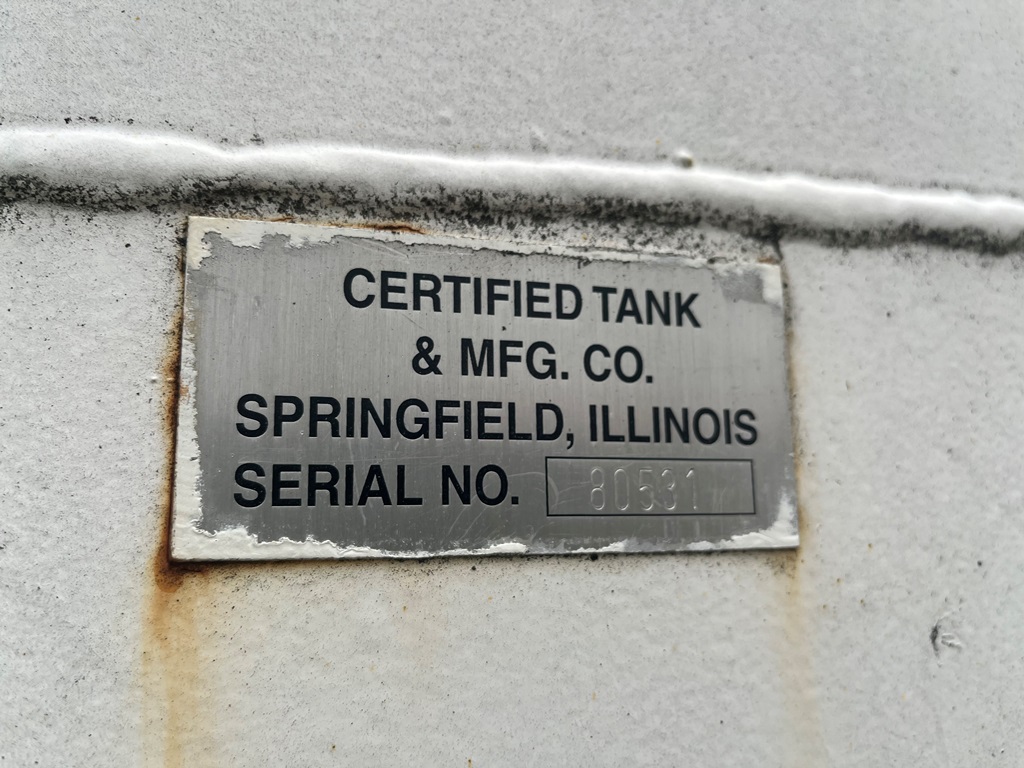 CERTIFIED TANK
& MFG. CO.
SPRINGFIELD, ILLINOIS
SERIAL NO. 80531